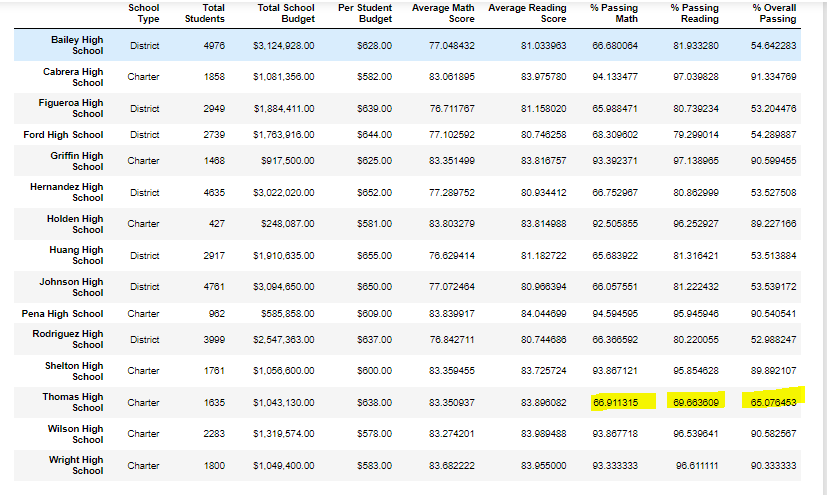 School Type Total Students Total School Budget Per Student Budget Average Math Score Average Reading Score % Passing Math % Passing Reading % Overall Passing
Bailey High School District 4976 $3,124,928.00 $628.00 77.048432 81.033963 66.680064 81.933280 54.642283
Cabrera High School Charter 1858 $1,081,356.00 $582.00 83.061895 83.975780 94.133477 97.039828 91.334769
Figueroa High School District 2949 $1,884,411.00 $639.00 76.711767 81.158020 65.988471 80.739234 53.204476
Ford High School District 2739 $1,763,916.00 $644.00 77.102592 80.746258 68.309602 79.299014 54.289887
Griffin High School Charter 1468 $917,500.00 $625.00 83.351499 83.816757 93.392371 97.138965 90.599455
Hernandez High School District 4635 $3,022,020.00 $652.00 77.289752 80.934412 66.752967 80.862999 53.527508
Holden High School Charter 427 $248,087.00 $581.00 83.803279 83.814988 92.505855 96.252927 89.227166
Huang High School District 2917 $1,910,635.00 $655.00 76.629414 81.182722 65.683922 81.316421 53.513884
Johnson High School District 4761 $3,094,650.00 $650.00 77.072464 80.966394 66.057551 81.222432 53.539172
Pena High School Charter 962 $585,858.00 $609.00 83.839917 84.044699 94.594595 95.945946 90.540541
Rodriguez High School District 3999 $2,547,363.00 $637.00 76.842711 80.744686 66.366592 80.220055 52.988247
Shelton High School Charter 1761 $1,056,600.00 $600.00 83.359455 83.725724 93.867121 95.854628 89.892107
Thomas High School Charter 1635 $1,043,130.00 $638.00 83.350937 83.896082 66.911315 69.663609 65.076453
Wilson High School Charter 2283 $1,319,574.00 $578.00 83.274201 83.989488 93.867718 96.539641 90.582567
Wright High School Charter 1800 $1,049,400.00 $583.00 83.682222 83.955000 93.333333 96.611111 90.333333